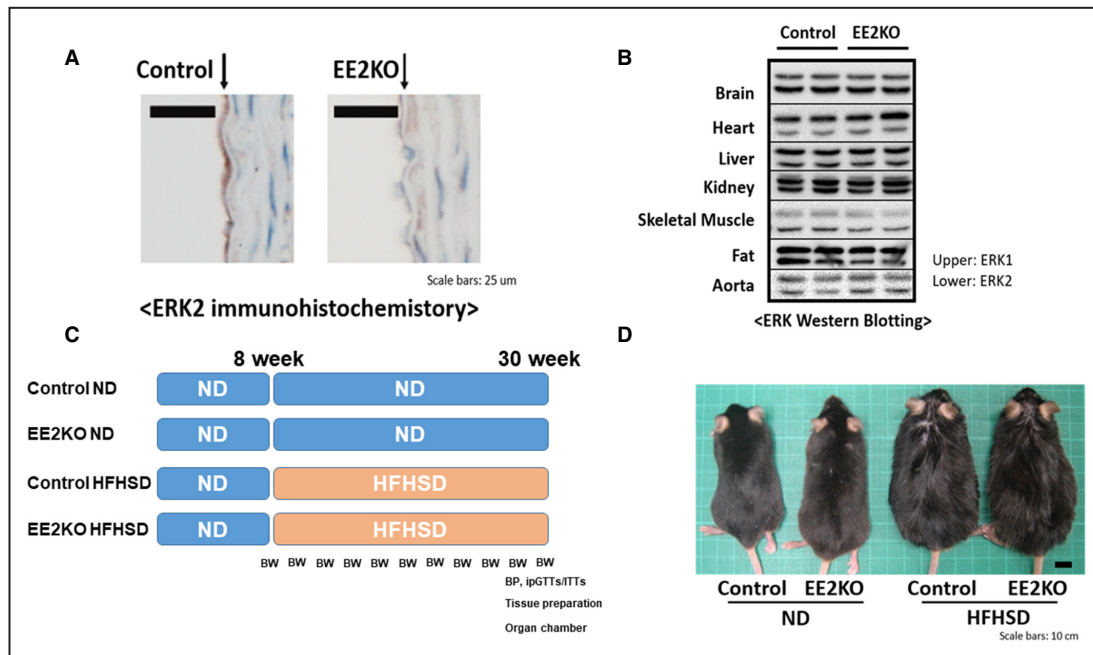 A
Control
EE2KO
Scale bars: 25 um
<ERK2 immunohistochemistory>
B
Control EE2KO
Brain
Heart
Liver
Kidney
Skeletal Muscle
Fat
Aorta
Upper: ERK1
Lower: ERK2
<ERK Western Blotting>
C
8 week
30 week
Control ND
ND
ND
EE2KO ND
ND
ND
Control HFHSD
ND
HFHSD
EE2KO HFHSD
ND
HFHSD
BW BW BW BW BW BW BW BW BW BW BW
BP, ipGTTs/ITTs
Tissue preparation
Organ chamber
D
Control EE2KO Control EE2KO
ND HFHSD
Scale bars: 10 cm